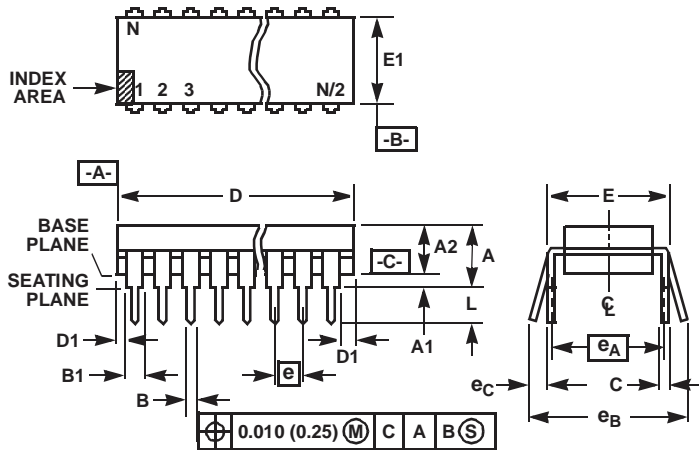 N
E1
INDEX
AREA
1 2 3 N/2
-B-
-A-
D
E
BASE
PLANE
A2
A
-C-
SEATING
PLANE
L
C
L
D1
A1
D1
eA
B1
e
eC
C
B
eB
0.010 (0.25) M C A B S